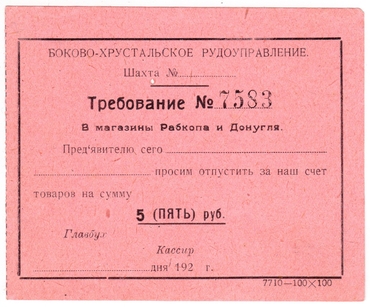 БОКОВО-ХРУСТАЛЬСКОЕ РУДОУПРАВЛЕНИЕ.
Шахта №
Требование № 7583
В магазины Рабкопа и Донугля.
Пред'явителю, сего
просим отпустить за наш счет
товаров на сумму
5 (ПЯТЬ) руб.
Главбух
Кассир
дня 192 г.
7710—100×100